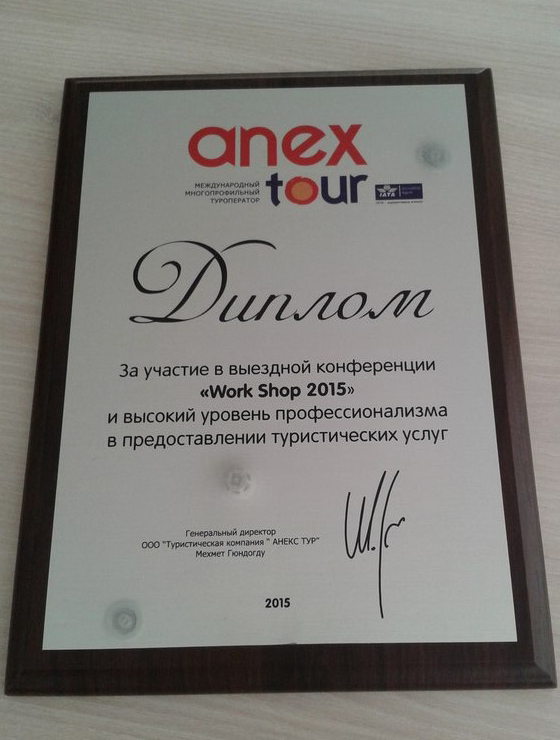 anex
tour
МЕЖДУНАРОДНЫЙ
МНОГОПРОФИЛЬНЫЙ
ТУРОПЕРАТОР
IATA
Диплом
За участие в выездной конференции
«Work Shop 2015»
и высокий уровень профессионализма
в предоставлении туристических услуг
Генеральный директор
ООО "Туристическая компания " АНЕКС ТУР"
Мехмет Гюндогду
2015